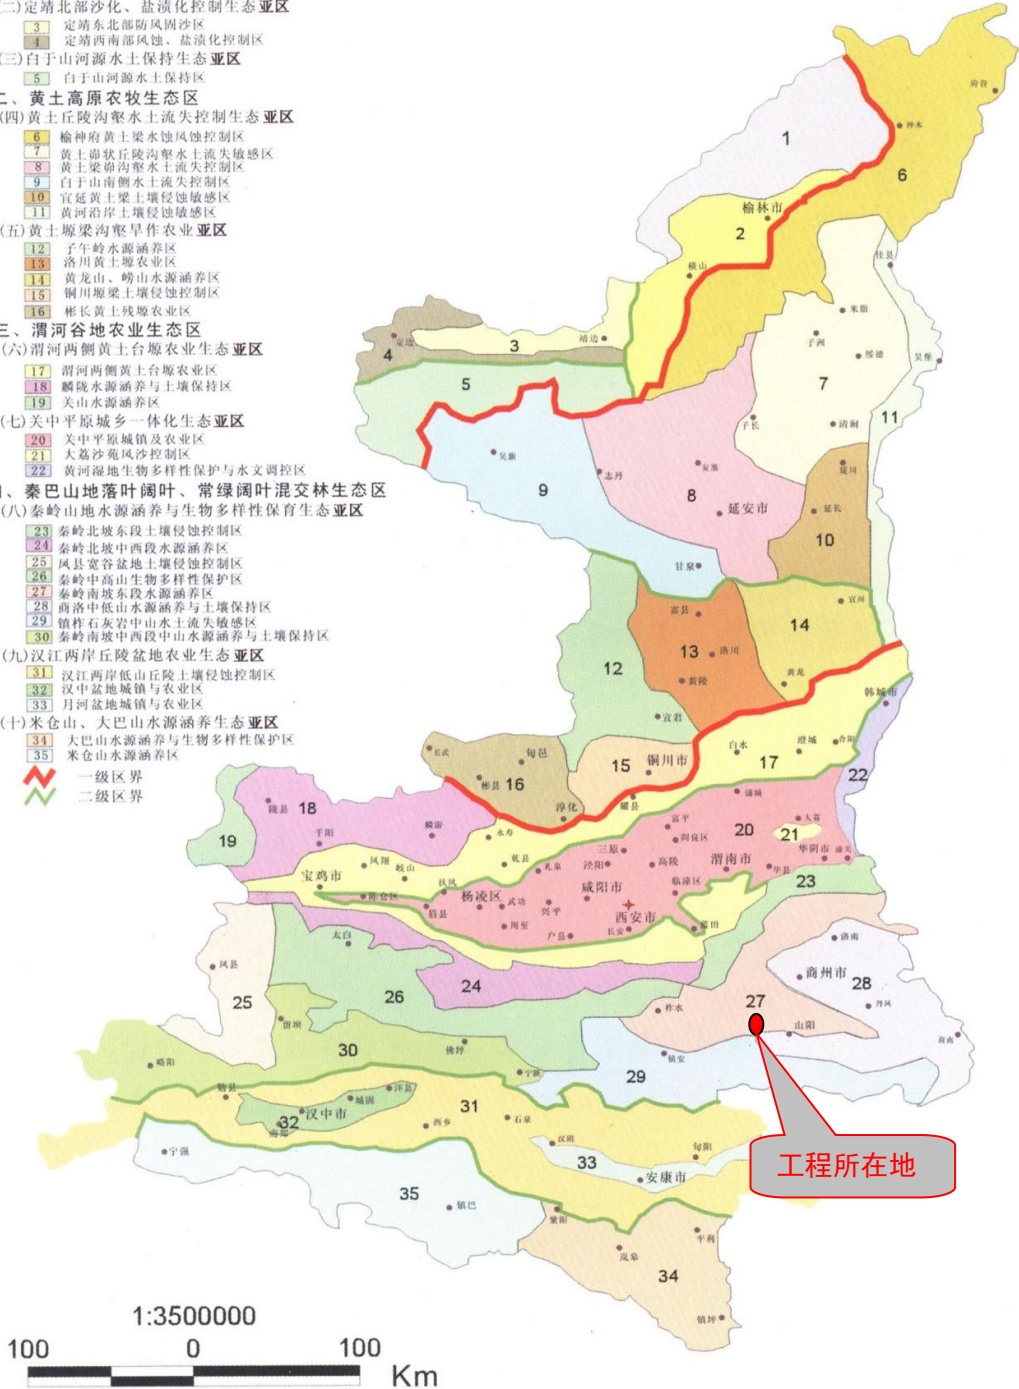 (二)定靖北部沙化、盐渍化控制生态亚区
3 定靖东北部防风固沙区
4 定靖西南部风蚀、盐渍化控制区
(三)白于山河源水土保持生态亚区
5 白于山河源水土保持区
二、黄土高原农牧生态区
(四)黄土丘陵沟壑水土流失控制生态亚区
6 榆神府黄土梁水蚀风蚀控制区
7 黄土峁状丘陵沟壑水土流失敏感区
8 黄土梁峁沟壑水土流失控制区
9 白于山南侧水土流失控制区
10 宜延黄土梁土壤侵蚀敏感区
11 黄河沿岸土壤侵蚀敏感区
(五)黄土塬梁沟壑旱作农业亚区
12 子午岭水源涵养区
13 洛川黄土塬农业区
14 黄龙山、崂山水源涵养区
15 铜川塬梁土壤侵蚀控制区
16 彬长黄土残塬农业区
三、渭河谷地农业生态区
(六)渭河两侧黄土台塬农业生态亚区
17 渭河两侧黄土台塬农业区
18 麟陇水源涵养与土壤保持区
19 关山水源涵养区
(七)关中平原城乡一体化生态亚区
20 关中平原城镇及农业区
21 大荔沙苑风沙控制区
22 黄河湿地生物多样性保护与水文调控区
秦巴山地落叶阔叶、常绿阔叶混交林生态区
(八)秦岭山地水源涵养与生物多样性保育生态亚区
23 秦岭北坡东段土壤侵蚀控制区
24 秦岭北坡中西段水源涵养区
25 凤县宽谷盆地土壤侵蚀控制区
26 秦岭中高山生物多样性保护区
27 秦岭南坡东段水源涵养区
28 商洛中低山水源涵养与土壤保持区
29 镇柞石灰岩中山水土流失敏感区
30 秦岭南坡中西段中山水源涵养与土壤保持区
(九)汉江两岸丘陵盆地农业生态亚区
31 汉江两岸低山丘陵土壤侵蚀控制区
32 汉中盆地城镇与农业区
33 月河盆地城镇与农业区
(十)米仓山、大巴山水源涵养生态亚区
34 大巴山水源涵养与生物多样性保护区
35 米仓山水源涵养区
一级区界
二级区界
府谷
1
神木
6
榆林市
2
佳县
横山
米脂
定边
靖边
子洲
3
4
绥德
吴堡
5
7
11
子长
清涧
吴旗
志丹
安塞
延川
9
8
延安市
延长
10
甘泉
富县
宜川
14
13
洛川
12
黄陵
黄龙
韩城市
宜君
长武
旬邑
白水
澄城
合阳
15
铜川市
17
16
彬县
22
淳化
耀县
蒲城
陇县
18
麟游
20
大荔
19
千阳
永寿
富平
21
三原
阎良区
华阴市
潼关
凤翔
岐山
乾县
礼泉
泾阳
高陵
渭南市
华县
宝鸡市
扶风
咸阳市
临潼区
23
陈仓区
杨凌区
眉县
武功
兴平
西安市
周至
户县
长安
蓝田
太白
洛南
凤县
商州市
24
28
25
26
27
丹凤
柞水
留坝
山阳
商南
30
佛坪
略阳
镇安
宁陕
29
勉县
洋县
城固
31
汉中市
32
石泉
南郑
西乡
汉阴
旬阳
工程所在地
宁强
33
安康市
35
镇巴
紫阳
平利
岚皋
34
镇坪
1:3500000
100 0 100
Km